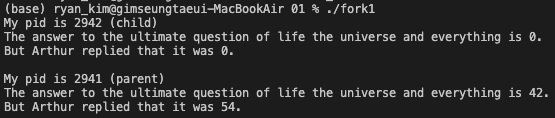 (base) ryan_kim@gimseungtaeui-MacBookAir 01 % ./fork1
My pid is 2942 (child)
The answer to the ultimate question of life the universe and everything is 0.
But Arthur replied that it was 0.
My pid is 2941 (parent)
The answer to the ultimate question of life the universe and everything is 42.
But Arthur replied that it was 54.